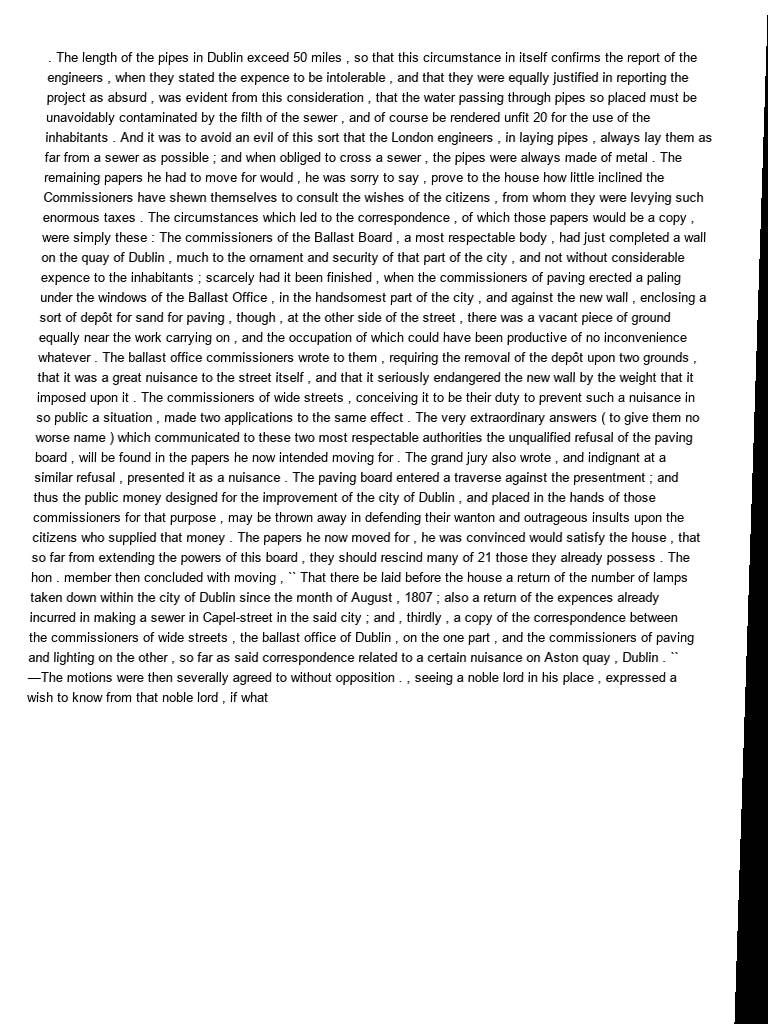 . The length of the pipes in Dublin exceed 50 miles , so that this circumstance in itself confirms the report of the
engineers , when they stated the expence to be intolerable , and that they were equally justified in reporting the
project as absurd , was evident from this consideration , that the water passing through pipes so placed must be
unavoidably contaminated by the filth of the sewer , and of course be rendered unfit 20 for the use of the
inhabitants . And it was to avoid an evil of this sort that the London engineers , in laying pipes , always lay them as
far from a sewer as possible ; and when obliged to cross a sewer , the pipes were always made of metal . The
remaining papers he had to move for would , he was sorry to say , prove to the house how little inclined the
Commissioners have shewn themselves to consult the wishes of the citizens , from whom they were levying such
enormous taxes . The circumstances which led to the correspondence , of which those papers would be a copy ,
were simply these : The commissioners of the Ballast Board , a most respectable body , had just completed a wall
on the quay of Dublin , much to the ornament and security of that part of the city , and not without considerable
expence to the inhabitants ; scarcely had it been finished , when the commissioners of paving erected a paling
under the windows of the Ballast Office , in the handsomest part of the city , and against the new wall , enclosing a
sort of depôt for sand for paving , though , at the other side of the street , there was a vacant piece of ground
equally near the work carrying on , and the occupation of which could have been productive of no inconvenience
whatever . The ballast office commissioners wrote to them , requiring the removal of the depôt upon two grounds ,
that it was a great nuisance to the street itself , and that it seriously endangered the new wall by the weight that it
imposed upon it . The commissioners of wide streets , conceiving it to be their duty to prevent such a nuisance in
so public a situation , made two applications to the same effect . The very extraordinary answers ( to give them no
worse name ) which communicated to these two most respectable authorities the unqualified refusal of the paving
board , will be found in the papers he now intended moving for . The grand jury also wrote , and indignant at a
similar refusal , presented it as a nuisance . The paving board entered a traverse against the presentment ; and
thus the public money designed for the improvement of the city of Dublin , and placed in the hands of those
commissioners for that purpose , may be thrown away in defending their wanton and outrageous insults upon the
citizens who supplied that money . The papers he now moved for , he was convinced would satisfy the house , that
so far from extending the powers of this board , they should rescind many of 21 those they already possess . The
hon . member then concluded with moving , `` That there be laid before the house a return of the number of lamps
taken down within the city of Dublin since the month of August , 1807 ; also a return of the expences already
incurred in making a sewer in Capel-street in the said city ; and , thirdly , a copy of the correspondence between
the commissioners of wide streets , the ballast office of Dublin , on the one part , and the commissioners of paving
and lighting on the other , so far as said correspondence related to a certain nuisance on Aston quay , Dublin . ``
—The motions were then severally agreed to without opposition . , seeing a noble lord in his place , expressed a
wish to know from that noble lord , if what